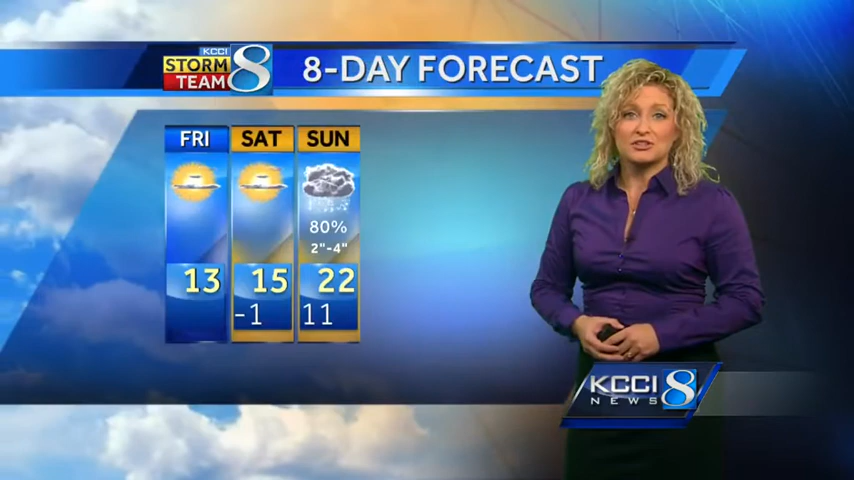 KCCI
STORM
TEAM 8
8-DAY FORECAST
FRI SAT SUN
80%
2"-4"
13 15 22
-1 11
KCCI 8
NEWS